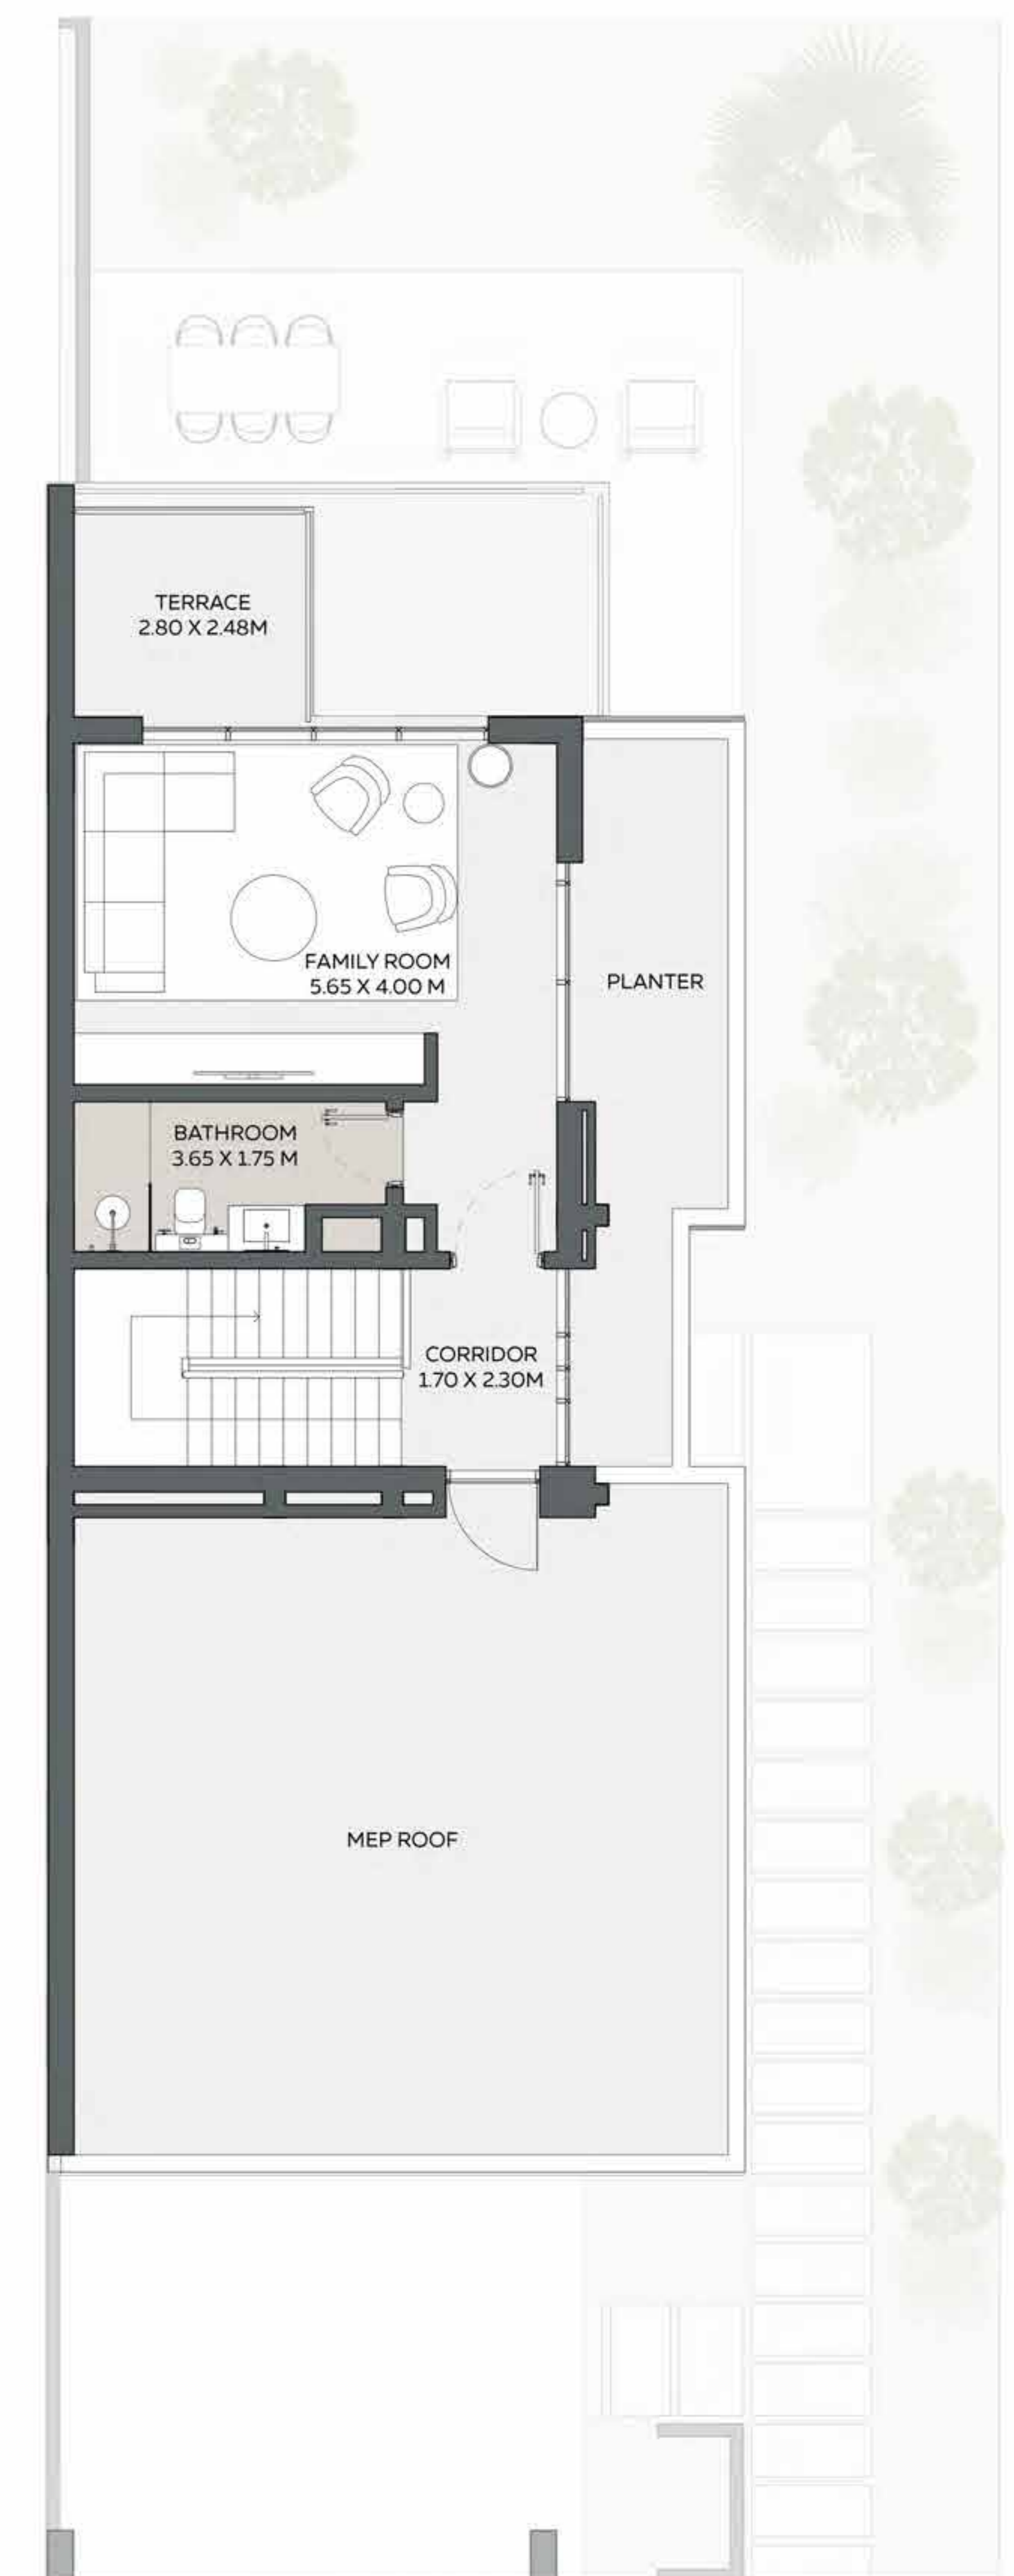 TERRACE
2.80 X 2.48M
FAMILY ROOM
5.65 X 4.00 M
PLANTER
BATHROOM
3.65 X 1.75 M
CORRIDOR
1.70 X 2.30M
MEP ROOF